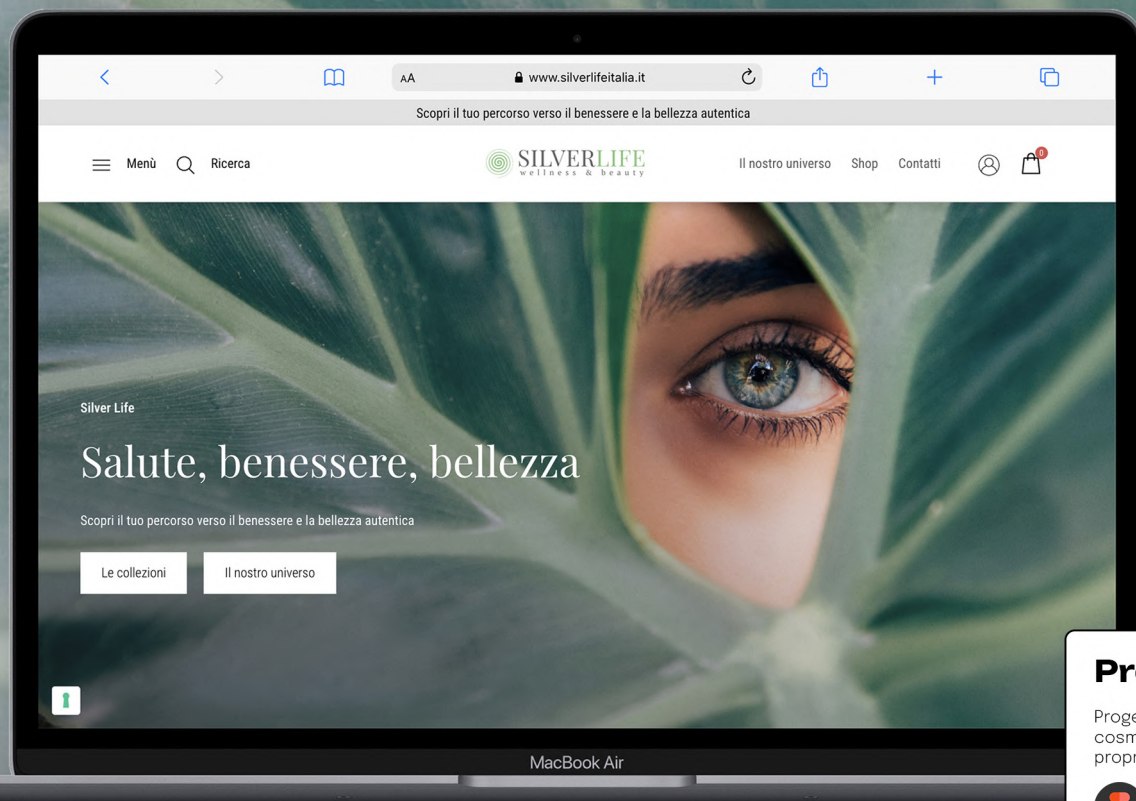 AA
www.silverlifeitalia.it
Scopri il tuo percorso verso il benessere e la bellezza autentica
Menù
Ricerca
SILVERLIFE
wellness & beauty
Il nostro universo
Shop
Contatti
0
Silver Life
Salute, benessere, bellezza
Scopri il tuo percorso verso il benessere e la bellezza autentica
Le collezioni
Il nostro universo
MacBook Air